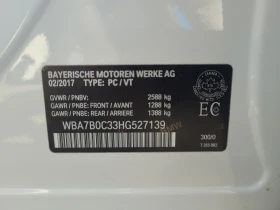 BAYERISCHE MOTOREN WERKE AG
02/2017 TYPE: PC / VT
GVWR / PNBV: 2588 kg
GAWR / PNBE: FRONT / AVANT 1288 kg
GAWR / PNBE: REAR / ARRIERE 1388 kg
WBA7B0C33HG527139
EC
300/0